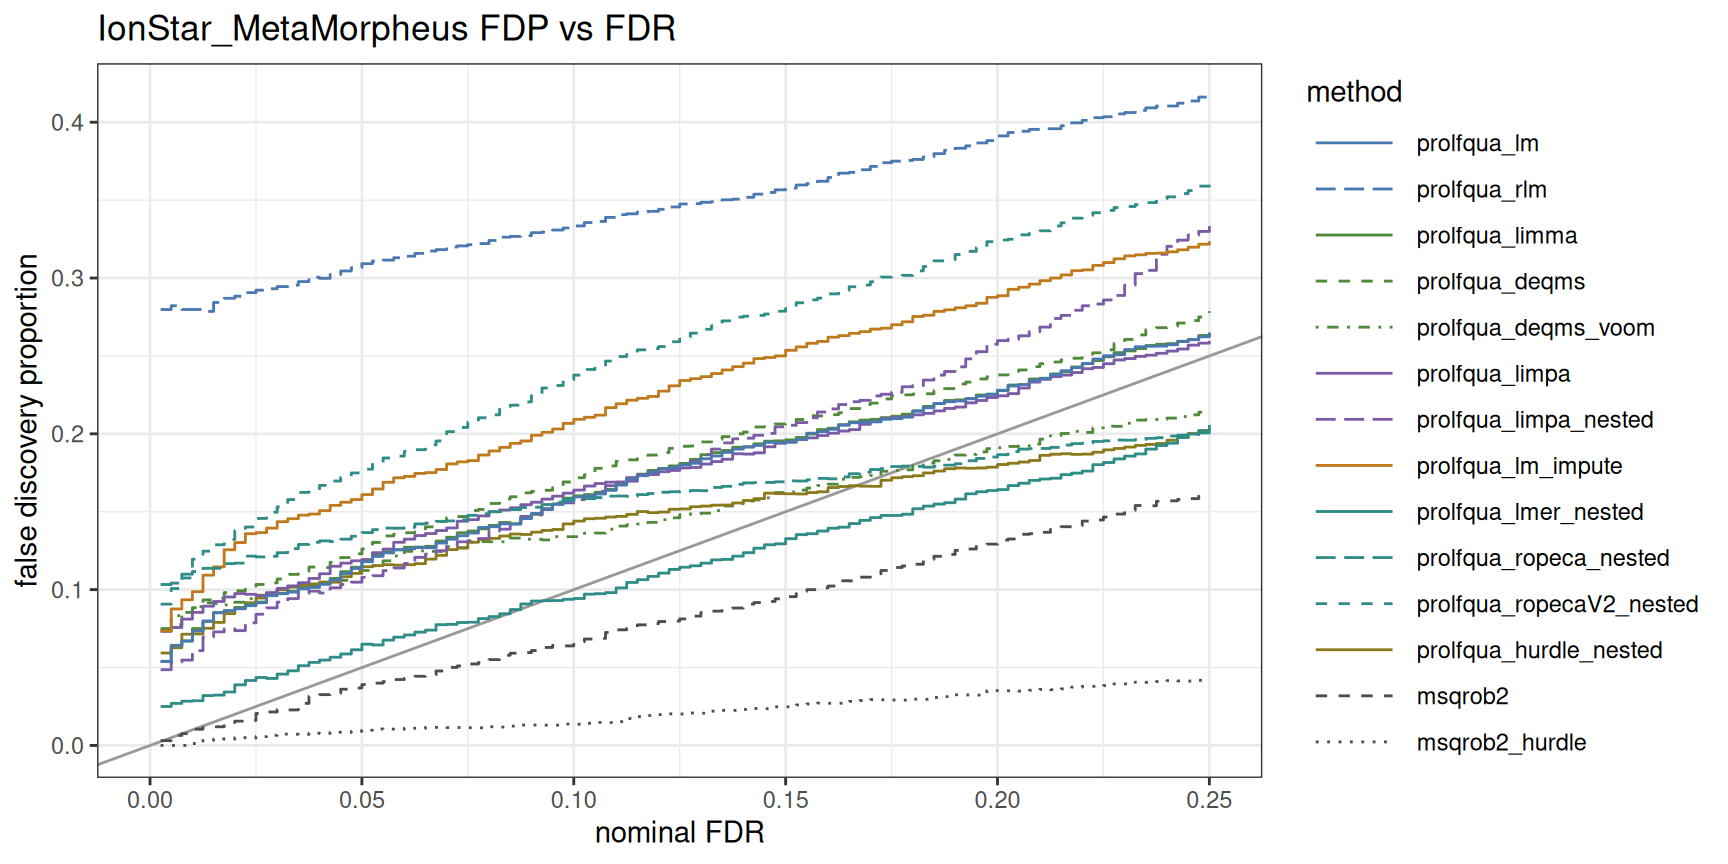 IonStar_MetaMorpheus FDP vs FDR
false discovery proportion
0.4
0.3
0.2
0.1
0.0
0.00
0.05
0.10
0.15
0.20
0.25
nominal FDR
method
prolfqua_lm
prolfqua_rlm
prolfqua_limma
prolfqua_deqms
prolfqua_deqms_voom
prolfqua_limpa
prolfqua_limpa_nested
prolfqua_lm_impute
prolfqua_lmer_nested
prolfqua_ropeca_nested
prolfqua_ropecaV2_nested
prolfqua_hurdle_nested
msqrob2
msqrob2_hurdle